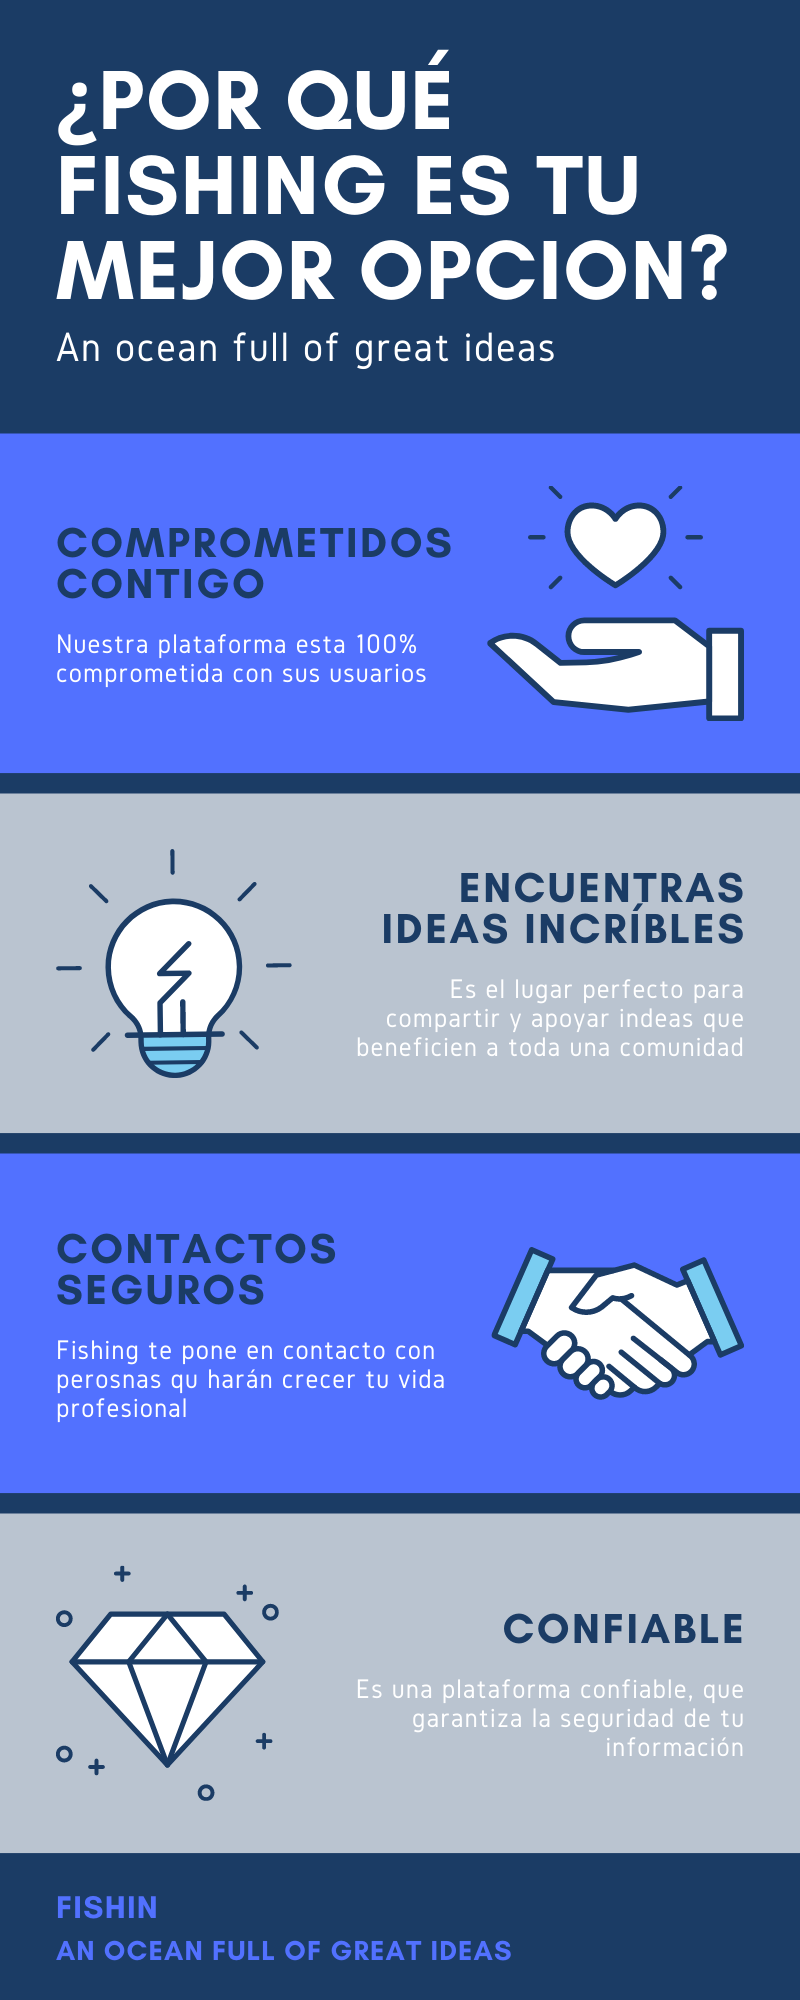 ¿POR QUÉ
FISHING ES TU
MEJOR OPCION?
An ocean full of great ideas
COMPROMETIDOS
CONTIGO
Nuestra plataforma esta 100%
comprometida con sus usuarios
ENCUENTRAS
IDEAS INCRÍBLES
Es el lugar perfecto para
compartir y apoyar indeas que
beneficien a toda una comunidad
CONTACTOS
SEGUROS
Fishing te pone en contacto con
perosnas qu harán crecer tu vida
profesional
CONFIABLE
Es una plataforma confiable, que
garantiza la seguridad de tu
información
FISHIN
AN OCEAN FULL OF GREAT IDEAS